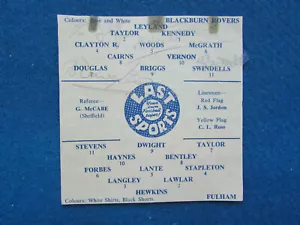 Colours: Blue and White BLACKBURN ROVERS
LEYLAND
TAYLOR KENNEDY
2 3
CLAYTON R. WOODS McGRATH
4 5 6
CAIRNS VERNON
8 10
DOUGLAS BRIGGS SWINDELLS
7 9 11
Referee— Linesmen—
G. McCABE Red Flag
(Sheffield) J. S. Jordon
Yellow Flag
C. L. Ross
LAST
SPORTS
STEVENS DWIGHT TAYLOR
11 9 7
HAYNES BENTLEY
10 8
FORBES LANTE STAPLETON
6 5 4
LANGLEY LAWLAR
3 2
HEWKINS
Colours: White Shirts, Black Shorts FULHAM